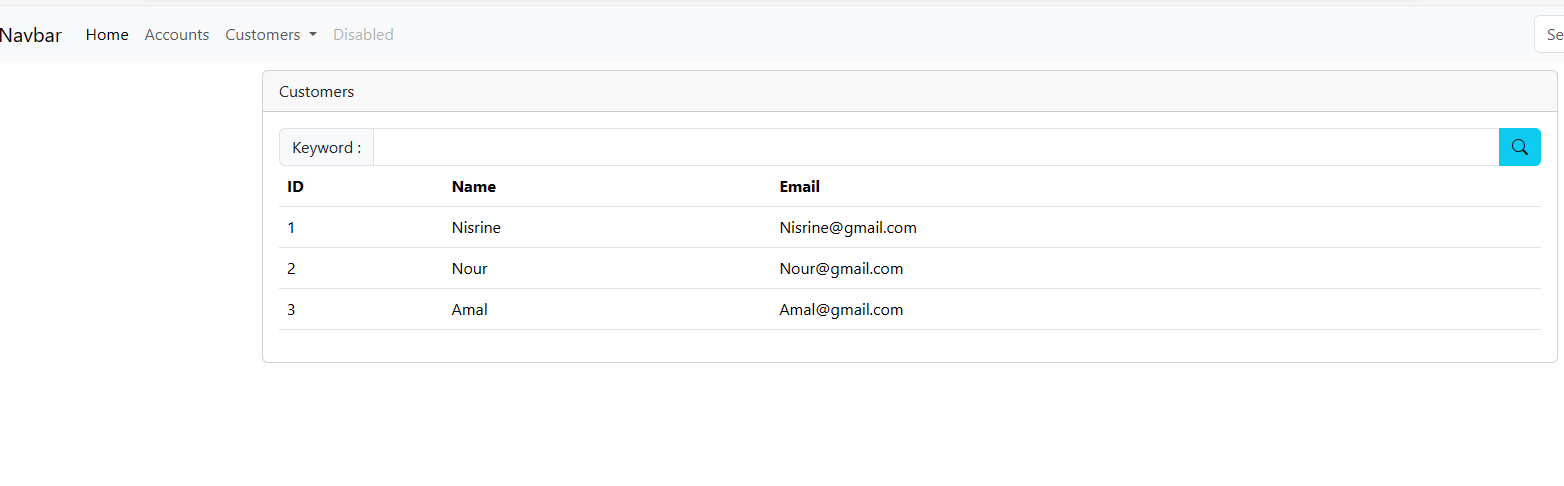 Navbar Home Accounts Customers Disabled Se
Customers
Keyword :
ID Name Email
1 Nisrine Nisrine@gmail.com
2 Nour Nour@gmail.com
3 Amal Amal@gmail.com